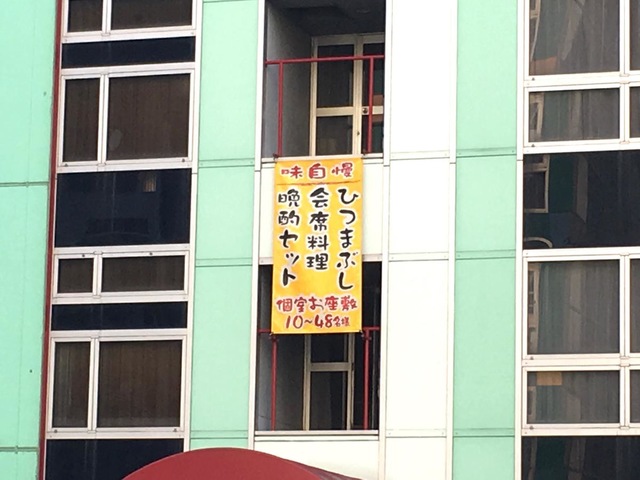 味自慢
ひつまぶし
会席料理
晩酌セット
個室お座敷
10～48名様